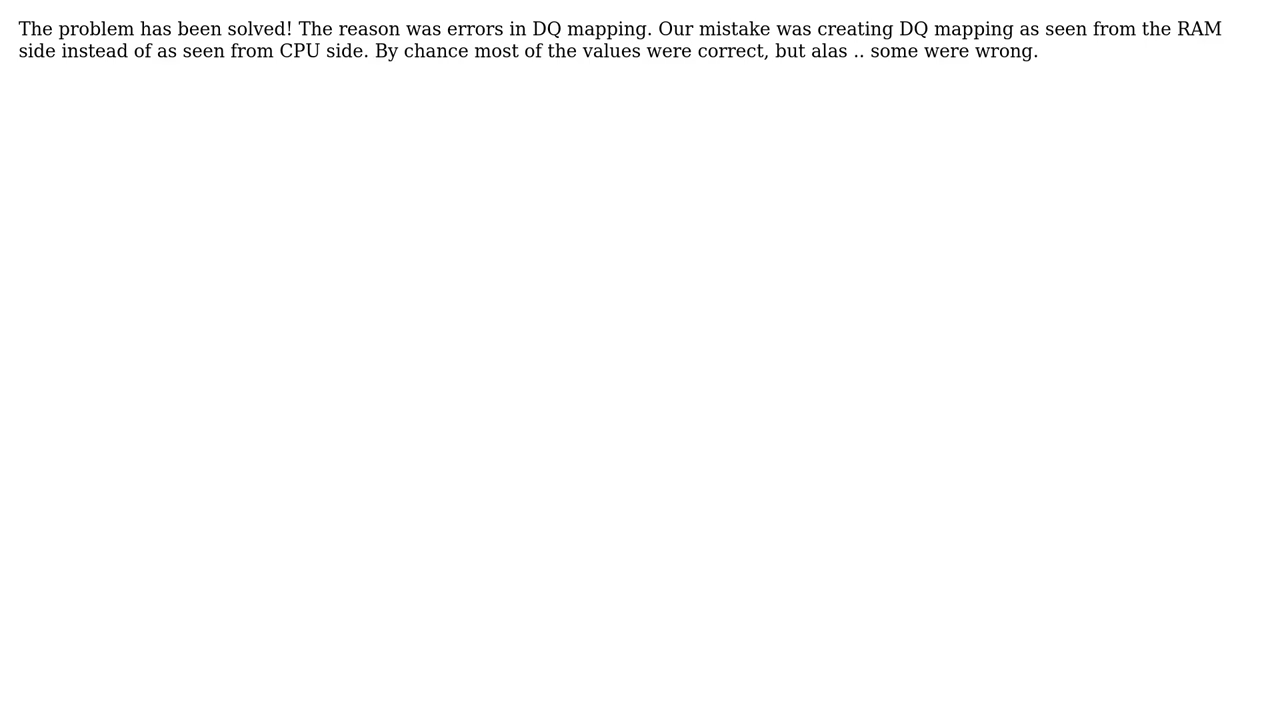 The problem has been solved! The reason was errors in DQ mapping. Our mistake was creating DQ mapping as seen from the RAM
side instead of as seen from CPU side. By chance most of the values were correct, but alas .. some were wrong.